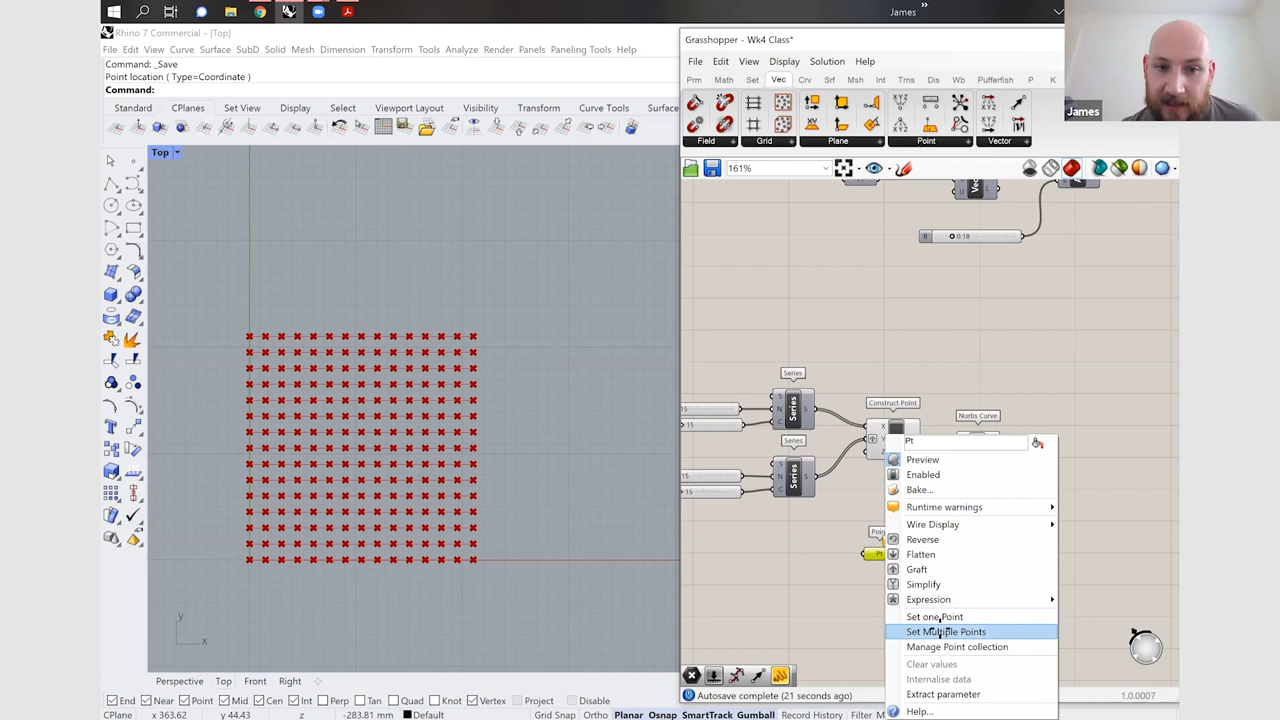 James
Rhino 7 Commercial - [Top]
File Edit View Curve Surface SubD Solid Mesh Dimension Transform Tools Analyze Render Panels Paneling Tools Help
Command: _Save
Point location ( Type=Coordinate )
Command:
Standard CPlanes Set View Display Select Viewport Layout Visibility Transform Curve Tools Surface
Top
y
x
Perspective Top Front Right
End Near Point Mid Cen Int Perp Tan Quad Knot Vertex Project Disable
CPlane x 363.62 y 44.43 -283.81 Default Grid Snap Ortho Planar Osnap SmartTrack Gumball Record History Filter
Grasshopper - Wk4 Class*
File Edit View Display Solution Help
Prm Math Set Vec Crv Srf Msh Int Trns Dis Wb Pufferfish P K
Field Grid Plane Point Vector
161%
L
U
B 0.18
Series
S
N
C
Series
S
15
15
Series
S
N
C
Series
S
15
15
Construct Point
X
Nurbs Curve
Pt
Pt
Preview
Enabled
Bake...
Runtime warnings
Wire Display
Reverse
Flatten
Graft
Simplify
Expression
Set one Point
Set Multiple Points
Manage Point collection
Clear values
Internalise data
Extract parameter
Help...
Autosave complete (21 seconds ago)
1.0.0007
James